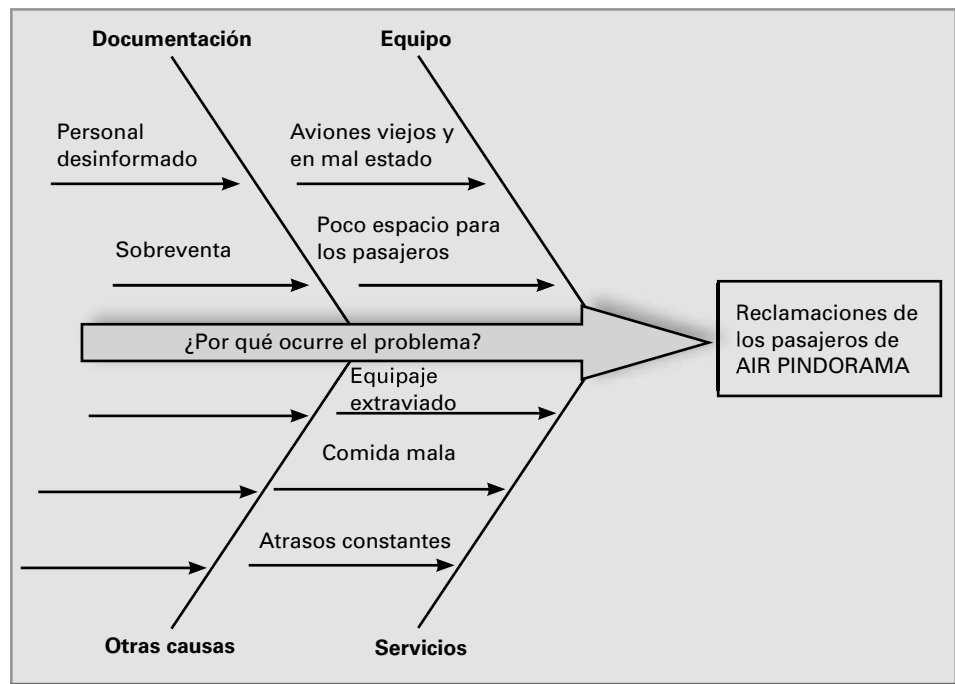 Documentación
Equipo
Personal
desinformado
Aviones viejos y
en mal estado
Sobreventa
Poco espacio para
los pasajeros
¿Por qué ocurre el problema?
Reclamaciones de
los pasajeros de
AIR PINDORAMA
Equipaje
extraviado
Comida mala
Atrasos constantes
Otras causas
Servicios